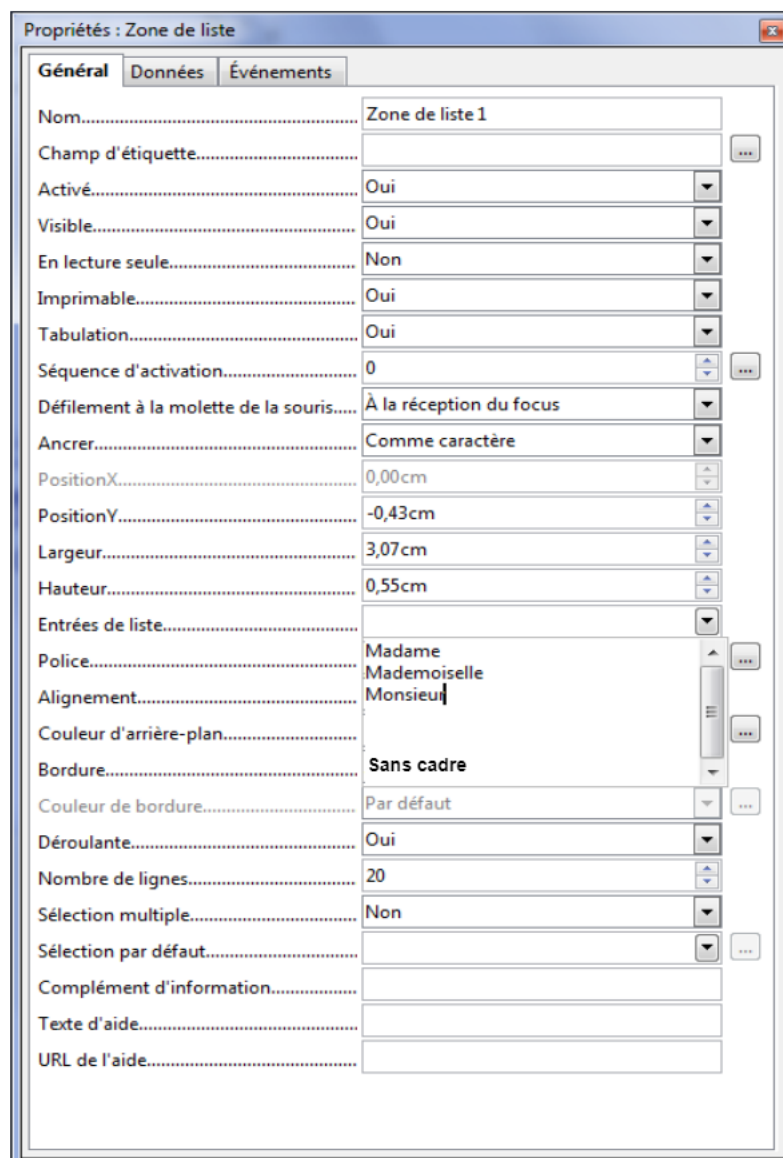 Propriétés : Zone de liste
Général Données Événements
Nom.................................................... Zone de liste 1
Champ d'étiquette.............................. ...
Activé.................................................. Oui
Visible................................................. Oui
En lecture seule................................... Non
Imprimable......................................... Oui
Tabulation........................................... Oui
Séquence d'activation......................... 0 ...
Défilement à la molette de la souris..... À la réception du focus
Ancrer................................................. Comme caractère
PositionX............................................. 0,00cm
PositionY............................................. -0,43cm
Largeur................................................ 3,07cm
Hauteur............................................... 0,55cm
Entrées de liste....................................
Madame
Police.................................................. ...
Mademoiselle
Alignement......................................... Monsieur
Couleur d'arrière-plan......................... ...
Bordure............................................... Sans cadre
Couleur de bordure............................. Par défaut ...
Déroulante.......................................... Oui
Nombre de lignes................................ 20
Sélection multiple............................... Non
Sélection par défaut............................ ...
Complément d'information..................
Texte d'aide.........................................
URL de l'aide.......................................